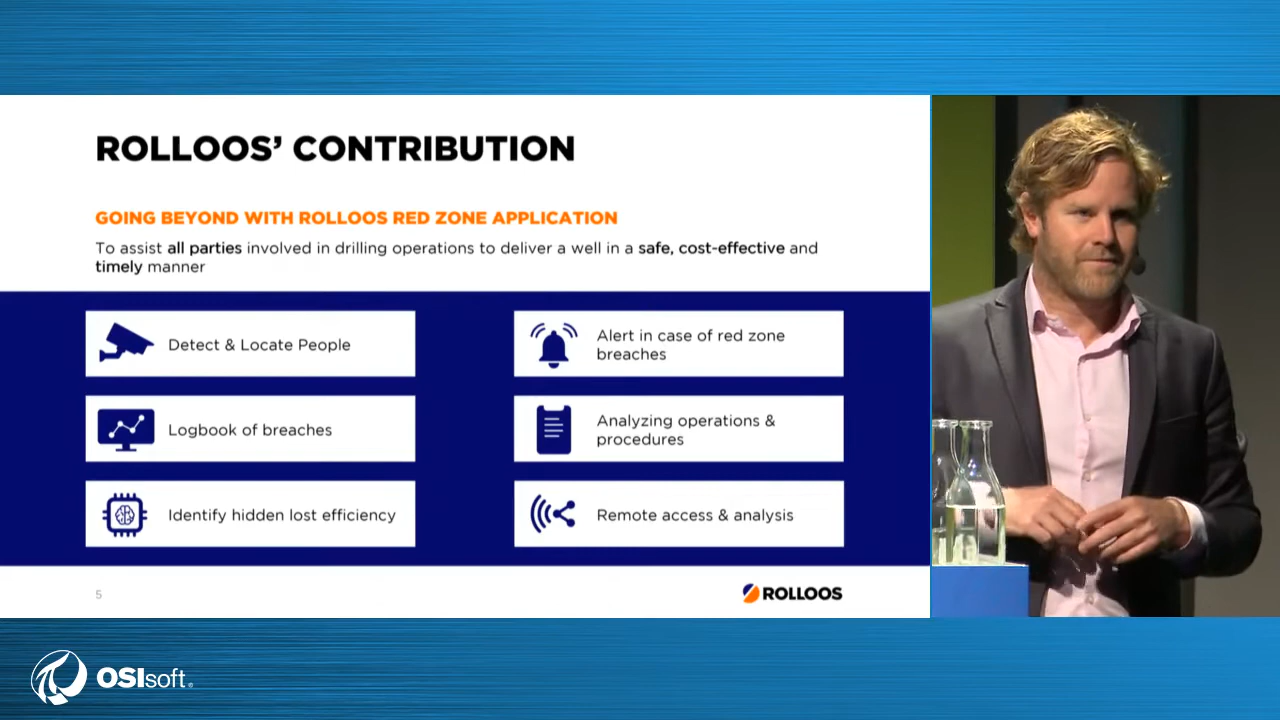 ROLLOOS' CONTRIBUTION
GOING BEYOND WITH ROLLOOS RED ZONE APPLICATION
To assist all parties involved in drilling operations to deliver a well in a safe, cost-effective and
timely manner
Detect & Locate People
Alert in case of red zone
breaches
Logbook of breaches
Analyzing operations &
procedures
Identify hidden lost efficiency
Remote access & analysis
5
ROLLOOS
OSIsoft.